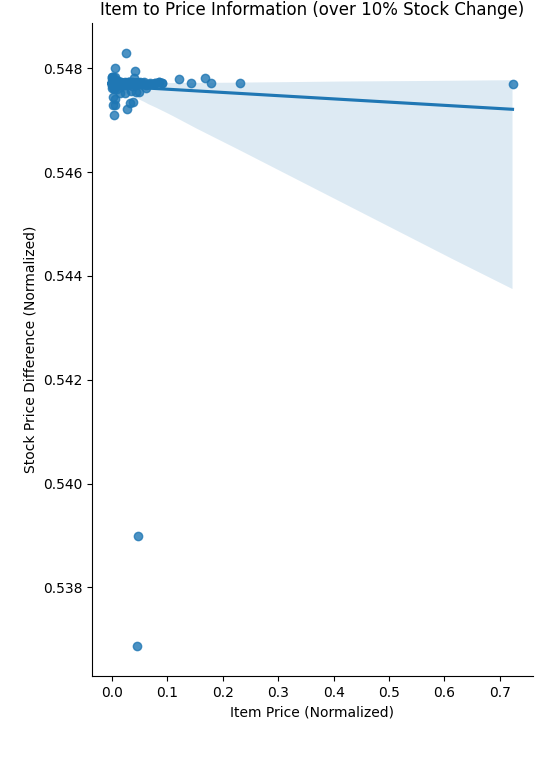 Item to Price Information (over 10% Stock Change)
Stock Price Difference (Normalized)
0.548
0.546
0.544
0.542
0.540
0.538
0.0 0.1 0.2 0.3 0.4 0.5 0.6 0.7
Item Price (Normalized)